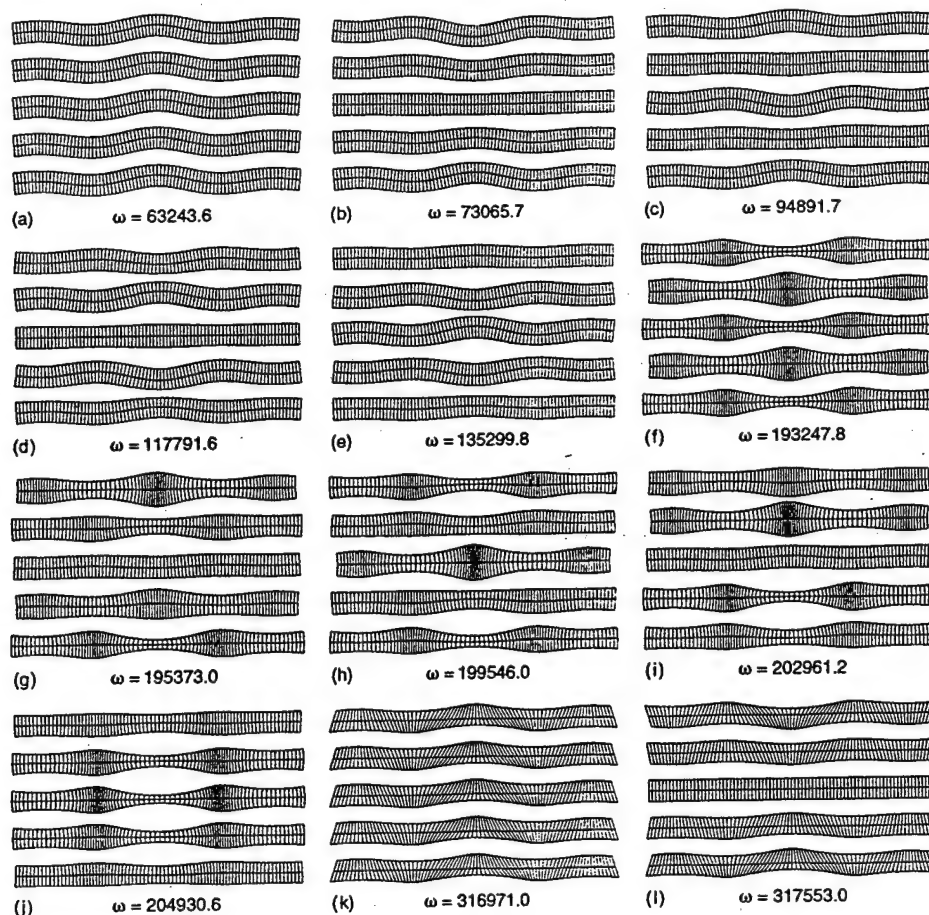 (a) ω = 63243.6
(b) ω = 73065.7
(c) ω = 94891.7
(d) ω = 117791.6
(e) ω = 135299.8
(f) ω = 193247.8
(g) ω = 195373.0
(h) ω = 199546.0
(i) ω = 202961.2
(j) ω = 204930.6
(k) ω = 316971.0
(l) ω = 317553.0